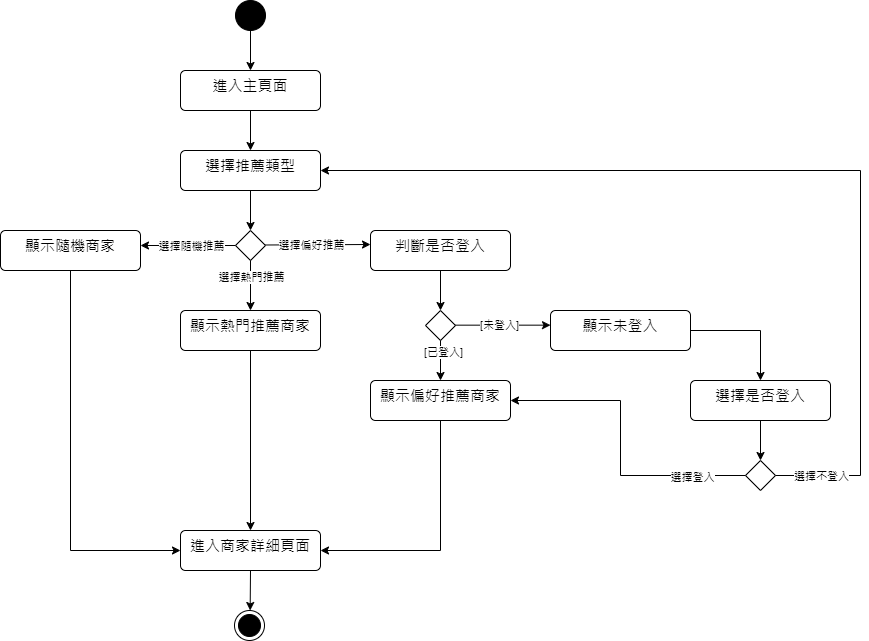 進入主頁面
選擇推薦類型
顯示隨機商家
選擇隨機推薦
選擇偏好推薦
判斷是否登入
選擇熱門推薦
顯示熱門推薦商家
[未登入]
顯示未登入
[已登入]
顯示偏好推薦商家
選擇是否登入
選擇登入
選擇不登入
進入商家詳細頁面